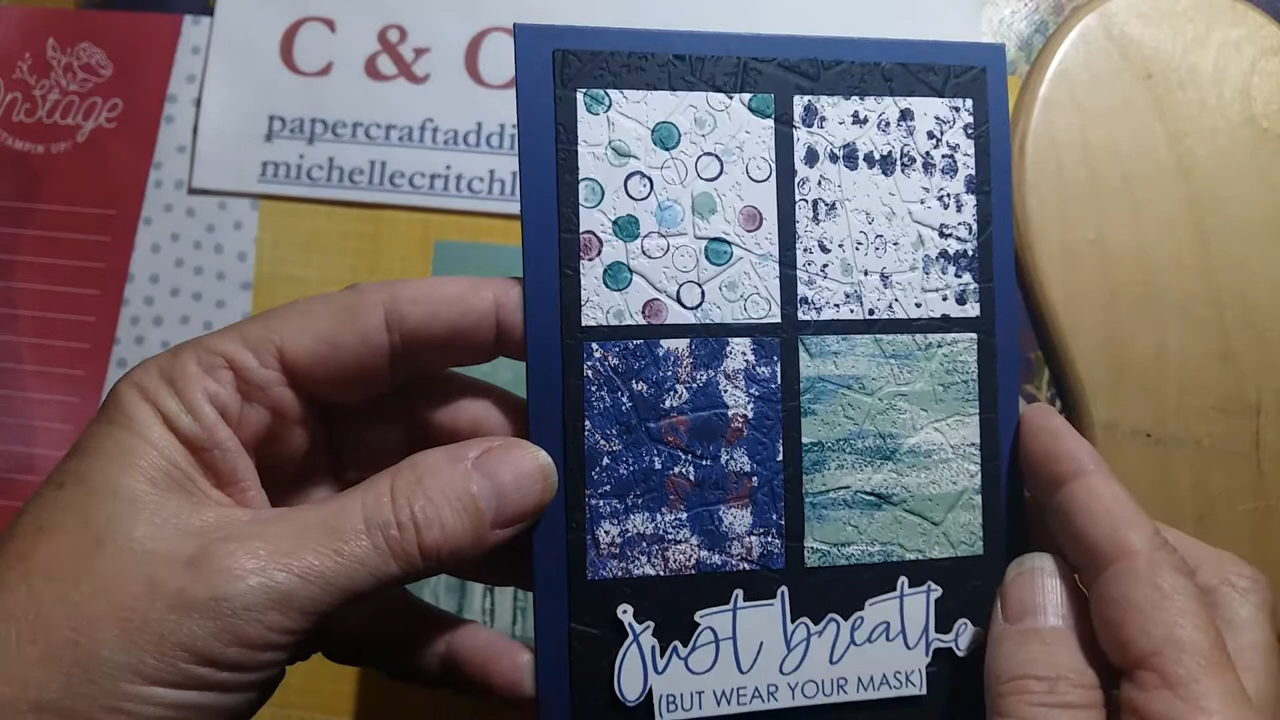 OnStage
STAMPIN' UP!
C & C
papercraftaddi
michellecritchl
just breathe
(BUT WEAR YOUR MASK)